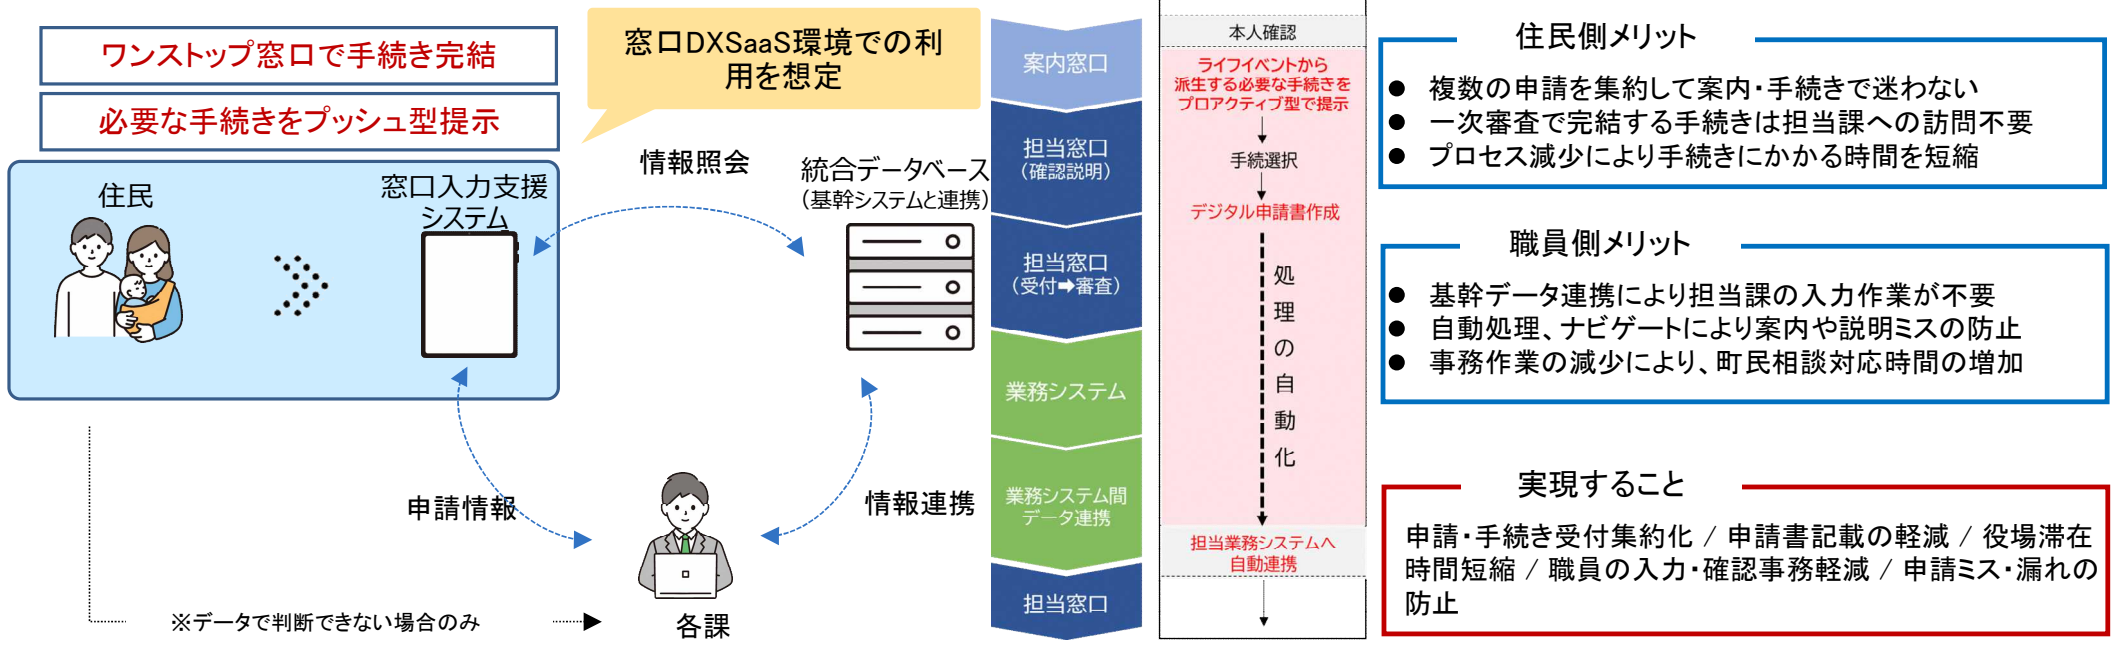 ワンストップ窓口で手続き完結
必要な手続きをプッシュ型提示
窓口DXSaaS環境での利
用を想定
住民
窓口入力支援
システム
情報照会
統合データベース
（基幹システムと連携）
申請情報
情報連携
各課
※データで判断できない場合のみ
案内窓口
担当窓口
（確認説明）
担当窓口
（受付➡審査）
業務システム
業務システム間
データ連携
担当窓口
本人確認
ライフイベントから
派生する必要な手続きを
プロアクティブ型で提示
手続選択
デジタル申請書作成
処理の自動化
担当業務システムへ
自動連携
住民側メリット
● 複数の申請を集約して案内・手続きで迷わない
● 一次審査で完結する手続きは担当課への訪問不要
● プロセス減少により手続きにかかる時間を短縮
職員側メリット
● 基幹データ連携により担当課の入力作業が不要
● 自動処理、ナビゲートにより案内や説明ミスの防止
● 事務作業の減少により、町民相談対応時間の増加
実現すること
申請・手続き受付集約化 / 申請書記載の軽減 / 役場滞在
時間短縮 / 職員の入力・確認事務軽減 / 申請ミス・漏れの
防止